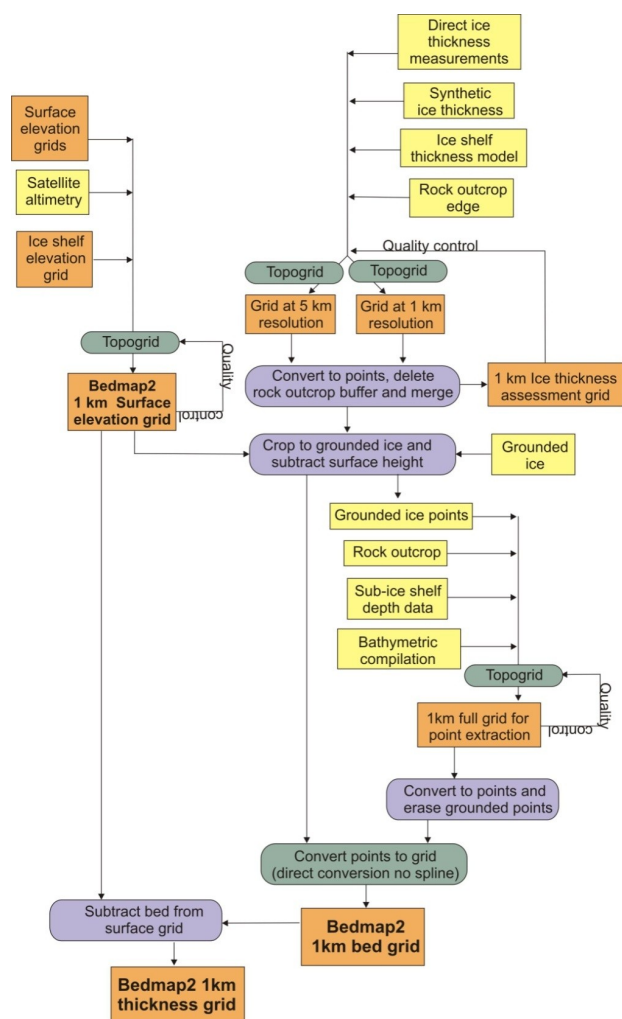 Direct ice
thickness
measurements
Synthetic
ice thickness
Ice shelf
thickness model
Rock outcrop
edge
Surface
elevation
grids
Satellite
altimetry
Ice shelf
elevation
grid
Quality control
Topogrid
Topogrid
Grid at 5 km
resolution
Grid at 1 km
resolution
Topogrid
Quality
control
Bedmap2
1 km Surface
elevation grid
Convert to points, delete
rock outcrop buffer and merge
1 km Ice thickness
assessment grid
Crop to grounded ice and
subtract surface height
Grounded
ice
Grounded ice points
Rock outcrop
Sub-ice shelf
depth data
Bathymetric
compilation
Topogrid
Quality
control
1km full grid for
point extraction
Convert to points and
erase grounded points
Convert points to grid
(direct conversion no spline)
Subtract bed from
surface grid
Bedmap2
1km bed grid
Bedmap2 1km
thickness grid